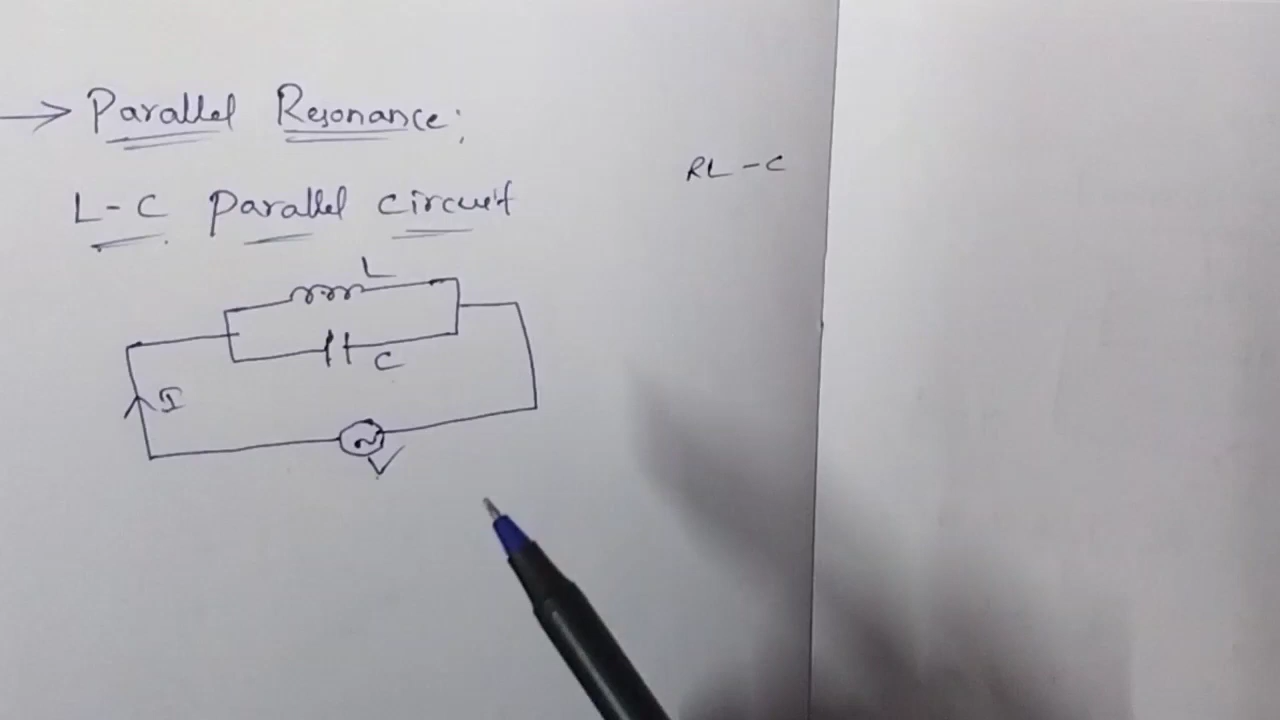 → Parallel Resonance:
RL - C
L - C Parallel circuit
L
C
I
V